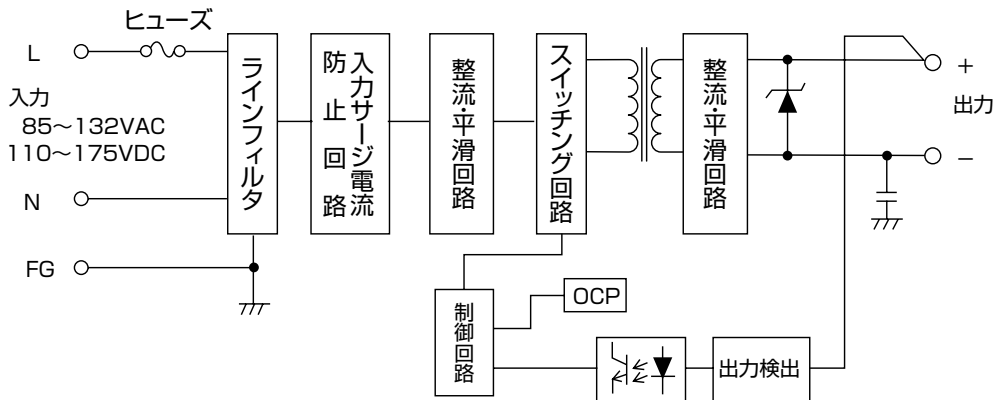 ヒューズ
L
入力
85～132VAC
110～175VDC
N
FG
ラインフィルタ
入力サージ電流
防止回路
整流・平滑回路
スイッチング回路
整流・平滑回路
+
出力
−
制御回路
OCP
出力検出